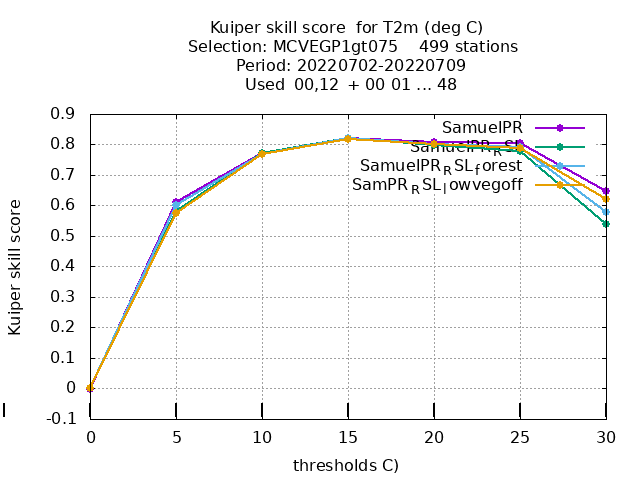 Kuiper skill score  for T2m (deg C)
Selection: MCVEGP1gt075    499 stations
Period: 20220702-20220709
Used  00,12  + 00 01 ... 48
Kuiper skill score
0.9
0.8
0.7
0.6
0.5
0.4
0.3
0.2
0.1
0
-0.1
SamuelPR
SamuelPR_RSL
SamuelPR_RSL_forest
SamPR_RSL_lowvegoff
0 5 10 15 20 25 30
thresholds C)